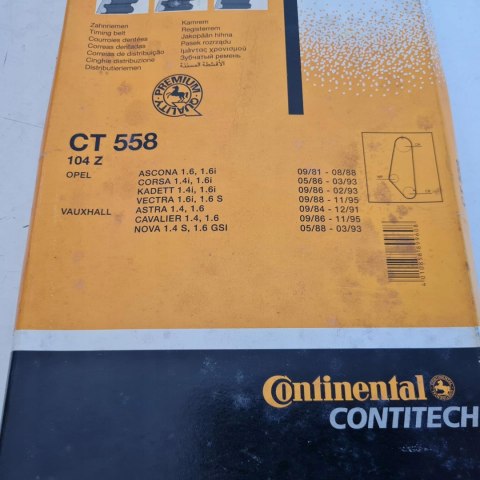 Zahnriemen
Timing belt
Courroies dentées
Correas dentadas
Correas de distribuição
Cinghie distribuzione
Distributieriemen
Kamrem
Registerrem
Jakopään hihna
Pasek rozrządu
Ιμάντας χρονισμού
Зубчатый ремень
PREMIUM QUALITY
CT 558
104 Z
OPEL ASCONA 1.6, 1.6i 09/81 - 08/88
CORSA 1.4i, 1.6i 05/86 - 03/93
KADETT 1.4i, 1.6i 09/86 - 02/93
VECTRA 1.6i, 1.6 S 09/88 - 11/95
VAUXHALL ASTRA 1.4, 1.6 09/84 - 12/91
CAVALIER 1.4, 1.6 09/86 - 11/95
NOVA 1.4 S, 1.6 GSI 05/88 - 03/93
Continental
CONTITECH